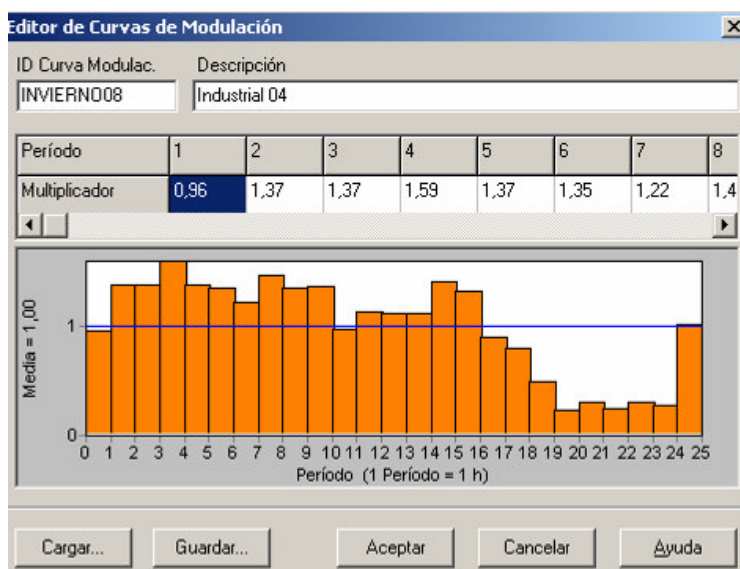 Editor de Curvas de Modulación
ID Curva Modulac. Descripción
INVIERNO08 Industrial 04
Período 1 2 3 4 5 6 7 8
Multiplicador 0,96 1,37 1,37 1,59 1,37 1,35 1,22 1,4
Media = 1,00
1
0
0 1 2 3 4 5 6 7 8 9 10 11 12 13 14 15 16 17 18 19 20 21 22 23 24 25
Período (1 Período = 1 h)
Cargar... Guardar... Aceptar Cancelar Ayuda